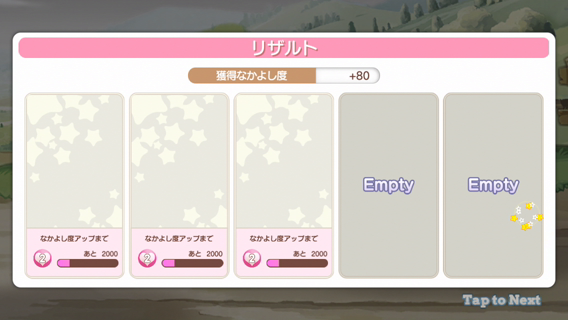 リザルト
獲得なかよし度 +80
なかよし度アップまで
2 あと 2000
なかよし度アップまで
2 あと 2000
なかよし度アップまで
2 あと 2000
Empty
Empty
Tap to Next